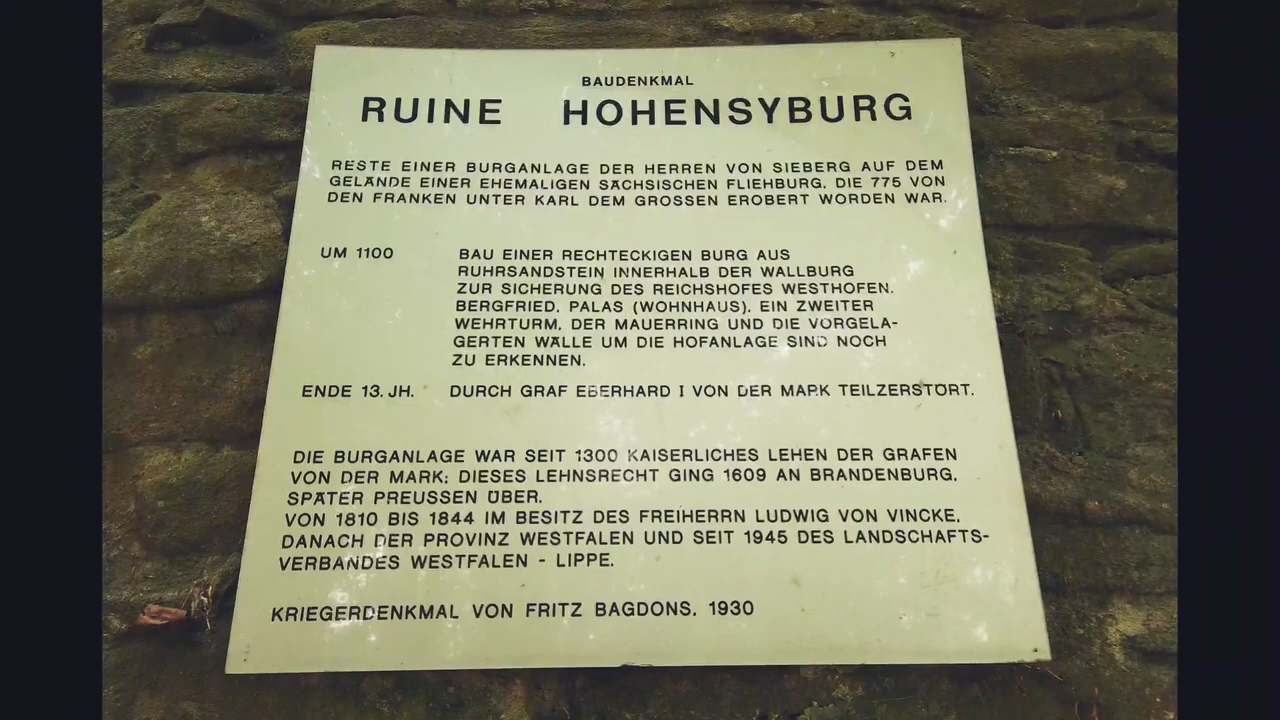 BAUDENKMAL
RUINE HOHENSYBURG
RESTE EINER BURGANLAGE DER HERREN VON SIEBERG AUF DEM
GELÄNDE EINER EHEMALIGEN SÄCHSISCHEN FLIEHBURG, DIE 775 VON
DEN FRANKEN UNTER KARL DEM GROSSEN EROBERT WORDEN WAR.
UM 1100 BAU EINER RECHTECKIGEN BURG AUS
RUHRSANDSTEIN INNERHALB DER WALLBURG
ZUR SICHERUNG DES REICHSHOFES WESTHOFEN.
BERGFRIED, PALAS (WOHNHAUS), EIN ZWEITER
WEHRTURM, DER MAUERRING UND DIE VORGELA-
GERTEN WÄLLE UM DIE HOFANLAGE SIND NOCH
ZU ERKENNEN.
ENDE 13. JH. DURCH GRAF EBERHARD I VON DER MARK TEILZERSTÖRT.
DIE BURGANLAGE WAR SEIT 1300 KAISERLICHES LEHEN DER GRAFEN
VON DER MARK; DIESES LEHNSRECHT GING 1609 AN BRANDENBURG,
SPÄTER PREUSSEN ÜBER.
VON 1810 BIS 1844 IM BESITZ DES FREIHERRN LUDWIG VON VINCKE,
DANACH DER PROVINZ WESTFALEN UND SEIT 1945 DES LANDSCHAFTS-
VERBANDES WESTFALEN - LIPPE.
KRIEGERDENKMAL VON FRITZ BAGDONS, 1930